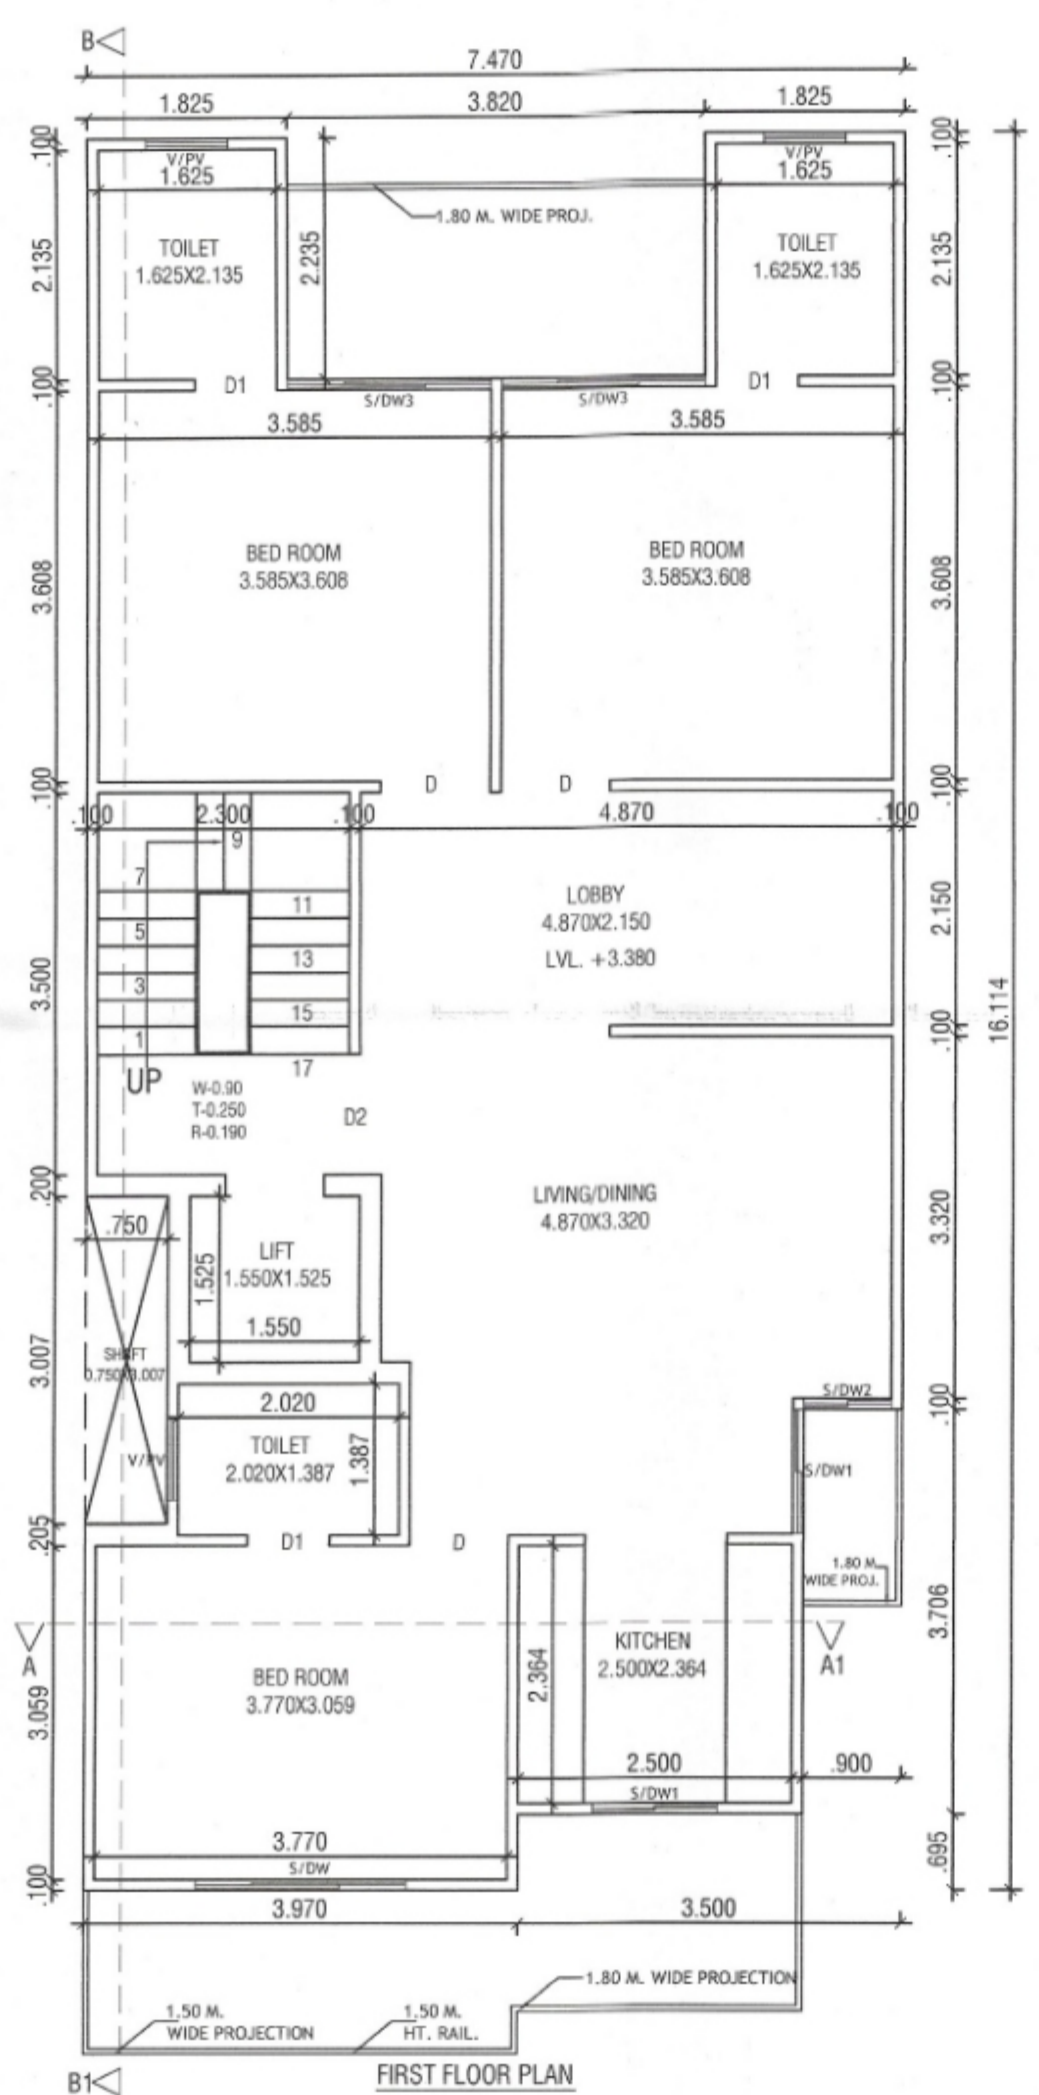 B
7.470
1.825
3.820
1.825
.100
.100
V/PV
V/PV
1.625
1.625
1.80 M. WIDE PROJ.
TOILET
1.625X2.135
2.235
TOILET
1.625X2.135
2.135
2.135
.100
D1
S/DW3
S/DW3
D1
.100
3.585
3.585
BED ROOM
3.585X3.608
BED ROOM
3.585X3.608
3.608
3.608
.100
D
D
.100
.100
2.300
.100
4.870
.100
9
7
11
5
13
3
15
1
17
UP
W-0.90
T-0.250
R-0.190
D2
3.500
LOBBY
4.870X2.150
LVL. +3.380
2.150
16.114
.100
.200
LIVING/DINING
4.870X3.320
3.320
.750
LIFT
1.550X1.525
1.525
1.550
3.007
SHAFT
0.750X3.007
2.020
V/PV
TOILET
2.020X1.387
1.387
S/DW2
.100
S/DW1
.205
D1
D
1.80 M.
WIDE PROJ.
3.706
A
A1
KITCHEN
2.500X2.364
2.364
BED ROOM
3.770X3.059
3.059
2.500
.900
S/DW1
3.770
S/DW
.695
.100
3.970
3.500
1.80 M. WIDE PROJECTION
1.50 M.
WIDE PROJECTION
1.50 M.
HT. RAIL.
FIRST FLOOR PLAN
B1